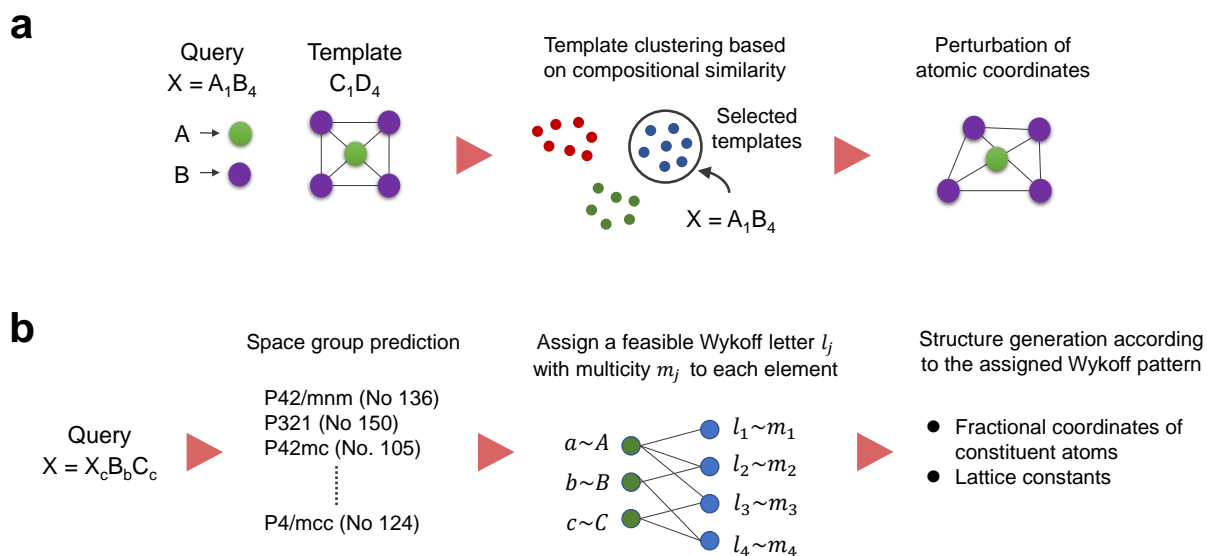 a
Query
X = A₁B₄
A
B
Template
C₁D₄
Template clustering based
on compositional similarity
Selected
templates
X = A₁B₄
Perturbation of
atomic coordinates
b
Query
X = X꜀B_bC꜀
Space group prediction
P42/mnm (No 136)
P321 (No 150)
P42mc (No. 105)
P4/mcc (No 124)
Assign a feasible Wykoff letter lⱼ
with multicity mⱼ to each element
a~A
b~B
c~C
l₁~m₁
l₂~m₂
l₃~m₃
l₄~m₄
Structure generation according
to the assigned Wykoff pattern
● Fractional coordinates of
constituent atoms
● Lattice constants